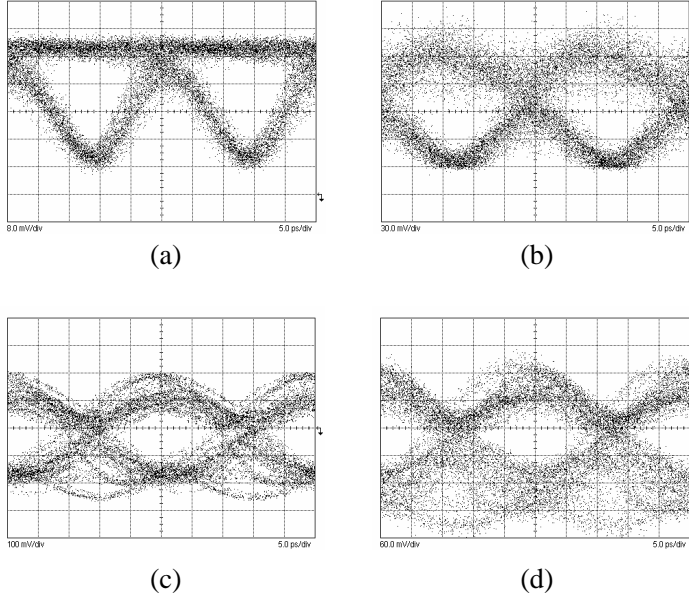 8.0 mV/div 5.0 ps/div
30.0 mV/div 5.0 ps/div
(a) (b)
100 mV/div 5.0 ps/div
60.0 mV/div 5.0 ps/div
(c) (d)